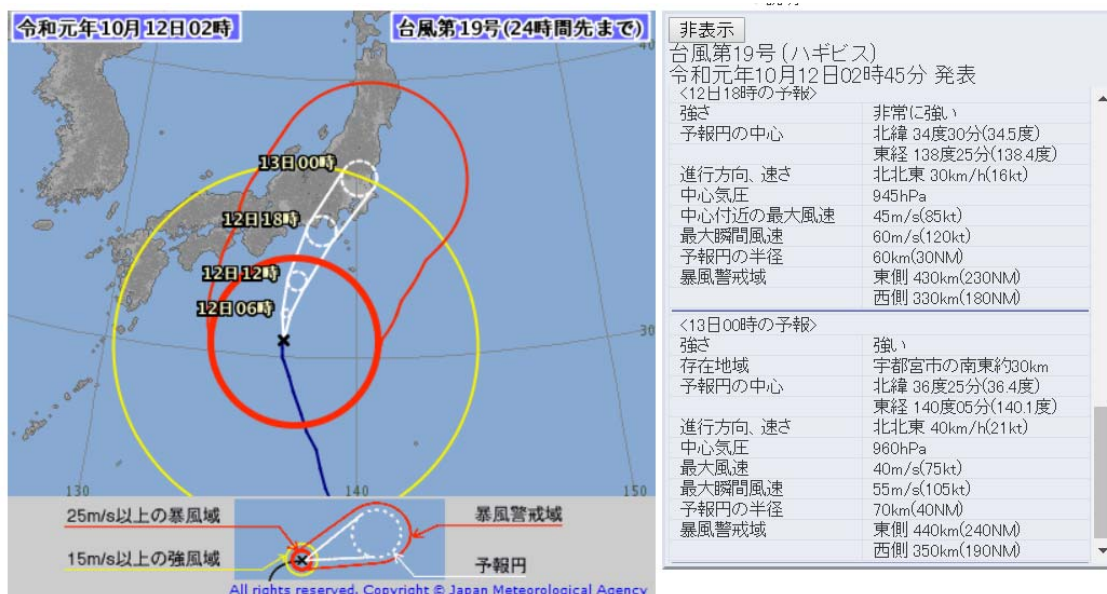 令和元年10月12日02時
台風第19号(24時間先まで)
40
13日00時
12日18時
12日12時
12日06時
30
130
140
150
25m/s以上の暴風域
暴風警戒域
15m/s以上の強風域
予報円
All rights reserved. Copyright © Japan Meteorological Agency
非表示
台風第19号 (ハギビス)
令和元年10月12日02時45分 発表
<12日18時の予報>
強さ 非常に強い
予報円の中心 北緯 34度30分(34.5度)
東経 138度25分(138.4度)
進行方向、速さ 北北東 30km/h(16kt)
中心気圧 945hPa
中心付近の最大風速 45m/s(85kt)
最大瞬間風速 60m/s(120kt)
予報円の半径 60km(30NM)
暴風警戒域 東側 430km(230NM)
西側 330km(180NM)
<13日00時の予報>
強さ 強い
存在地域 宇都宮市の南東約30km
予報円の中心 北緯 36度25分(36.4度)
東経 140度05分(140.1度)
進行方向、速さ 北北東 40km/h(21kt)
中心気圧 960hPa
最大風速 40m/s(75kt)
最大瞬間風速 55m/s(105kt)
予報円の半径 70km(40NM)
暴風警戒域 東側 440km(240NM)
西側 350km(190NM)